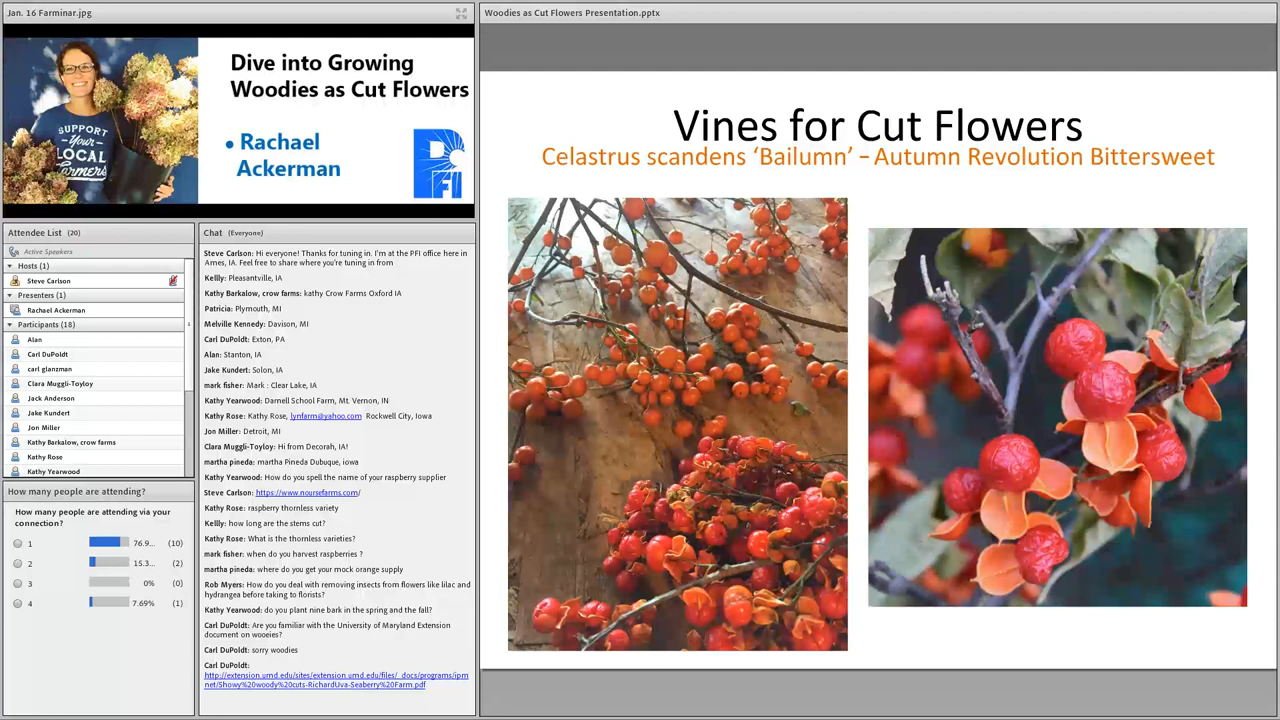 Jan. 16 Farminar.jpg
Dive into Growing
Woodies as Cut Flowers
• Rachael
Ackerman
SUPPORT
Your
LOCAL
Farmers
PFI
Attendee List (20)
Active Speakers
Hosts (1)
Steve Carlson
Presenters (1)
Rachael Ackerman
Participants (18)
Alan
Carl DuPoldt
carl glanzman
Clara Muggli-Toyloy
Jack Anderson
Jake Kundert
Jon Miller
Kathy Barkalow, crow farms
Kathy Rose
Kathy Yearwood
How many people are attending?
How many people are attending via your
connection?
1 76.9... (10)
2 15.3... (2)
3 0% (0)
4 7.69% (1)
Chat (Everyone)
Steve Carlson: Hi everyone! Thanks for tuning in. I'm at the PFI office here in
Ames, IA. Feel free to share where you're tuning in from
Kellly: Pleasantville, IA
Kathy Barkalow, crow farms: kathy Crow Farms Oxford IA
Patricia: Plymouth, MI
Melville Kennedy: Davison, MI
Carl DuPoldt: Exton, PA
Alan: Stanton, IA
Jake Kundert: Solon, IA
mark fisher: Mark : Clear Lake, IA
Kathy Yearwood: Darnell School Farm, Mt. Vernon, IN
Kathy Rose: Kathy Rose, lynfarm@yahoo.com Rockwell City, Iowa
Jon Miller: Detroit, MI
Clara Muggli-Toyloy: Hi from Decorah, IA!
martha pineda: martha Pineda Dubuque, iowa
Kathy Yearwood: How do you spell the name of your raspberry supplier
Steve Carlson: https://www.noursefarms.com/
Kathy Rose: raspberry thornless variety
Kellly: how long are the stems cut?
Kathy Rose: What is the thornless varieties?
mark fisher: when do you harvest raspberries ?
martha pineda: where do you get your mock orange supply
Rob Myers: How do you deal with removing insects from flowers like lilac and
hydrangea before taking to florists?
Kathy Yearwood: do you plant nine bark in the spring and the fall?
Carl DuPoldt: Are you familiar with the University of Maryland Extension
document on wooeies?
Carl DuPoldt: sorry woodies
Carl DuPoldt:
http://extension.umd.edu/sites/extension.umd.edu/files/_docs/programs/ipm
net/Showy%20woody%20cuts-RichardUva-Seaberry%20Farm.pdf
Woodies as Cut Flowers Presentation.pptx
Vines for Cut Flowers
Celastrus scandens ‘Bailumn’ – Autumn Revolution Bittersweet